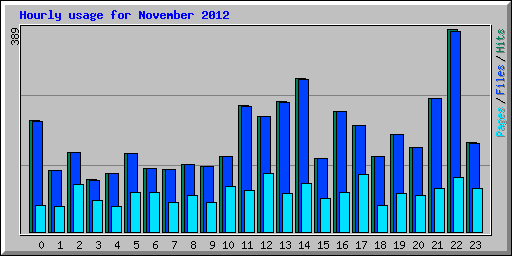 Hourly usage for November 2012
389
Pages/Files/Hits
0 1 2 3 4 5 6 7 8 9 10 11 12 13 14 15 16 17 18 19 20 21 22 23